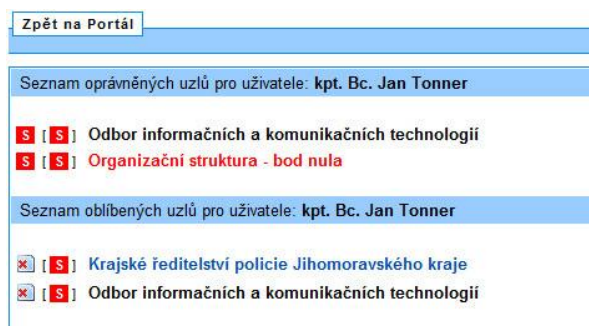 Zpět na Portál
Seznam oprávněných uzlů pro uživatele: kpt. Bc. Jan Tonner
S [ S ] Odbor informačních a komunikačních technologií
S [ S ] Organizační struktura - bod nula
Seznam oblíbených uzlů pro uživatele: kpt. Bc. Jan Tonner
[ S ] Krajské ředitelství policie Jihomoravského kraje
[ S ] Odbor informačních a komunikačních technologií